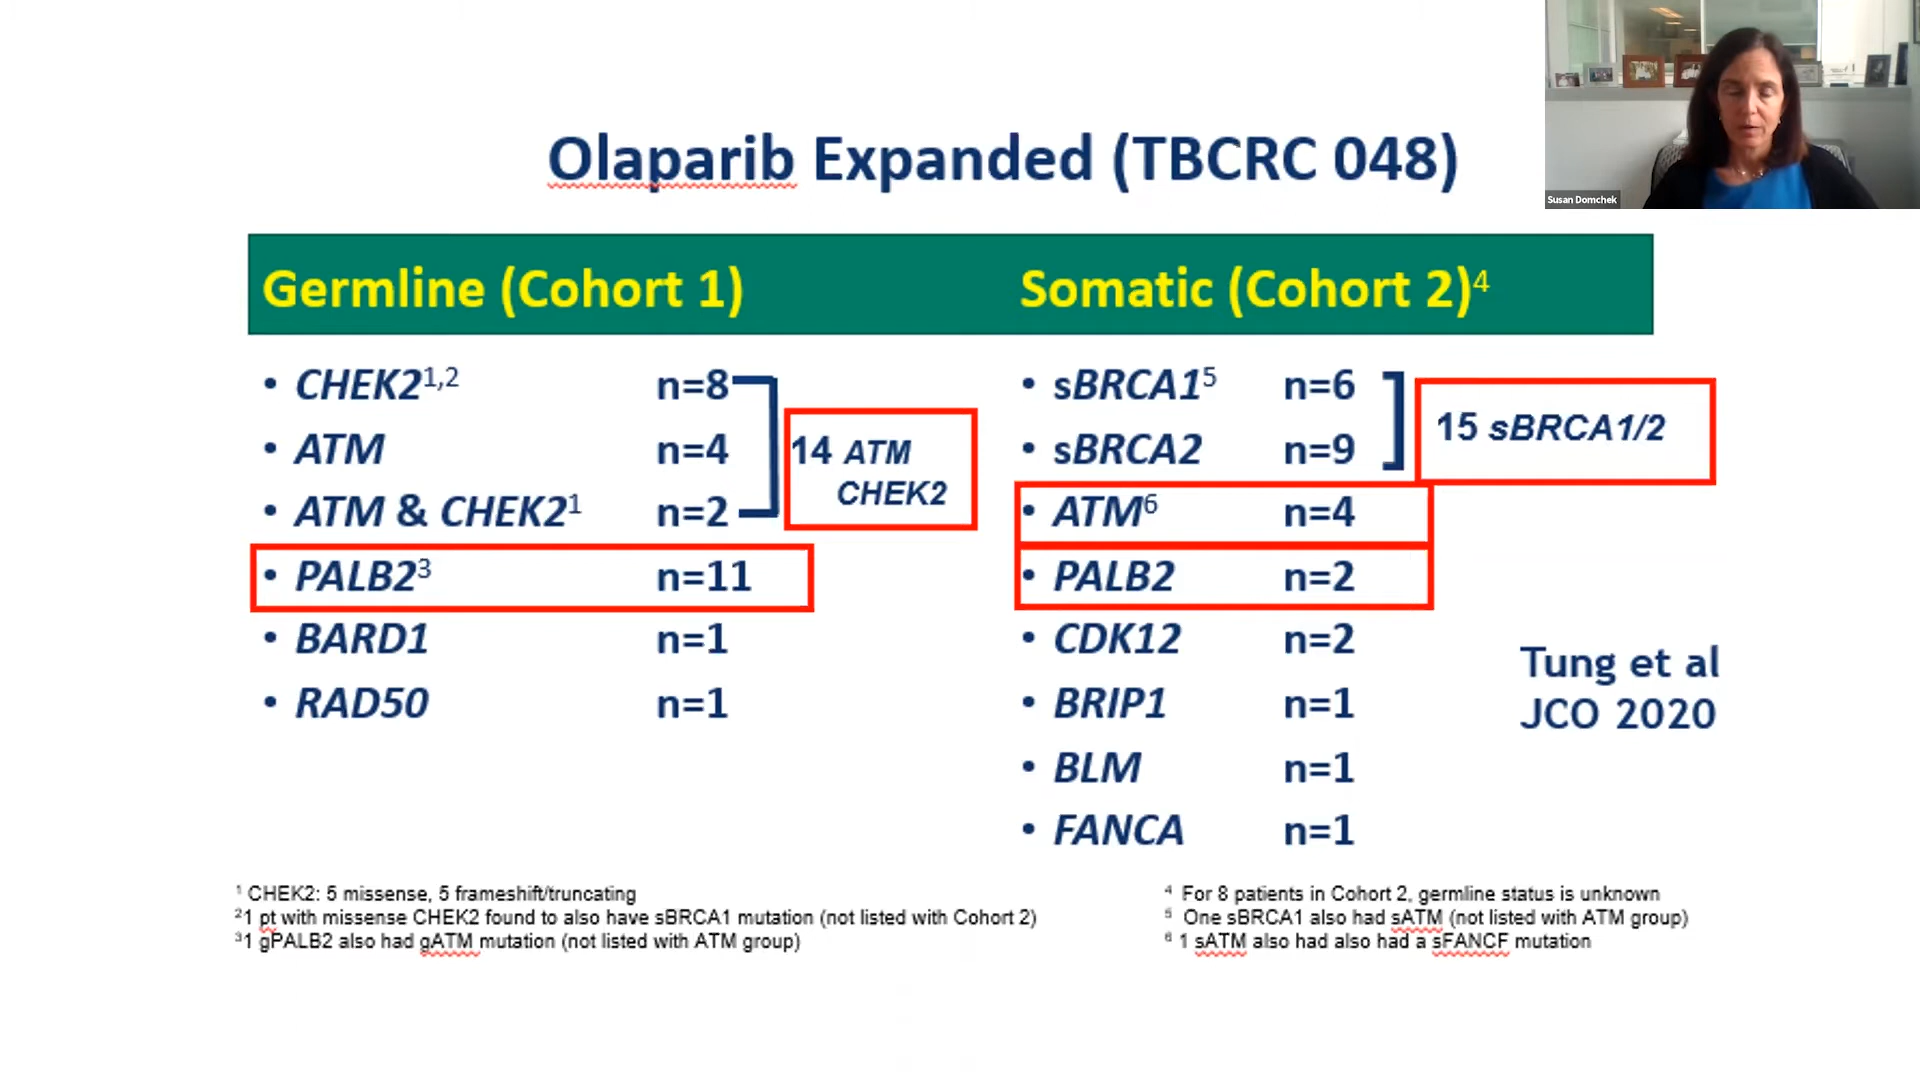 Olaparib Expanded (TBCRC 048)
Susan Domchek
Germline (Cohort 1)
Somatic (Cohort 2)⁴
• CHEK2¹,² n=8
• ATM n=4
• ATM & CHEK2¹ n=2
14 ATM
CHEK2
• PALB2³ n=11
• BARD1 n=1
• RAD50 n=1
• sBRCA1⁵ n=6
• sBRCA2 n=9
15 sBRCA1/2
• ATM⁶ n=4
• PALB2 n=2
• CDK12 n=2
• BRIP1 n=1
• BLM n=1
• FANCA n=1
Tung et al
JCO 2020
¹ CHEK2: 5 missense, 5 frameshift/truncating
²1 pt with missense CHEK2 found to also have sBRCA1 mutation (not listed with Cohort 2)
³1 gPALB2 also had gATM mutation (not listed with ATM group)
⁴ For 8 patients in Cohort 2, germline status is unknown
⁵ One sBRCA1 also had sATM (not listed with ATM group)
⁶ 1 sATM also had also had a sFANCF mutation